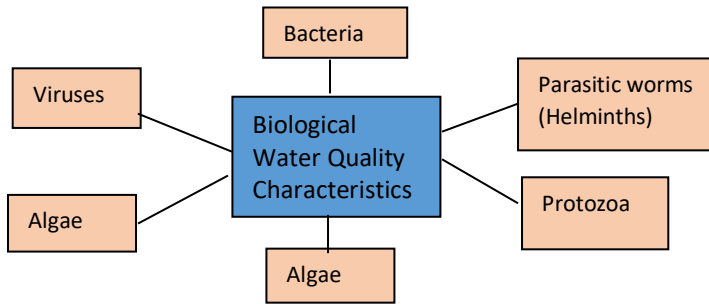 Bacteria
Viruses
Parasitic worms
(Helminths)
Biological
Water Quality
Characteristics
Algae
Protozoa
Algae